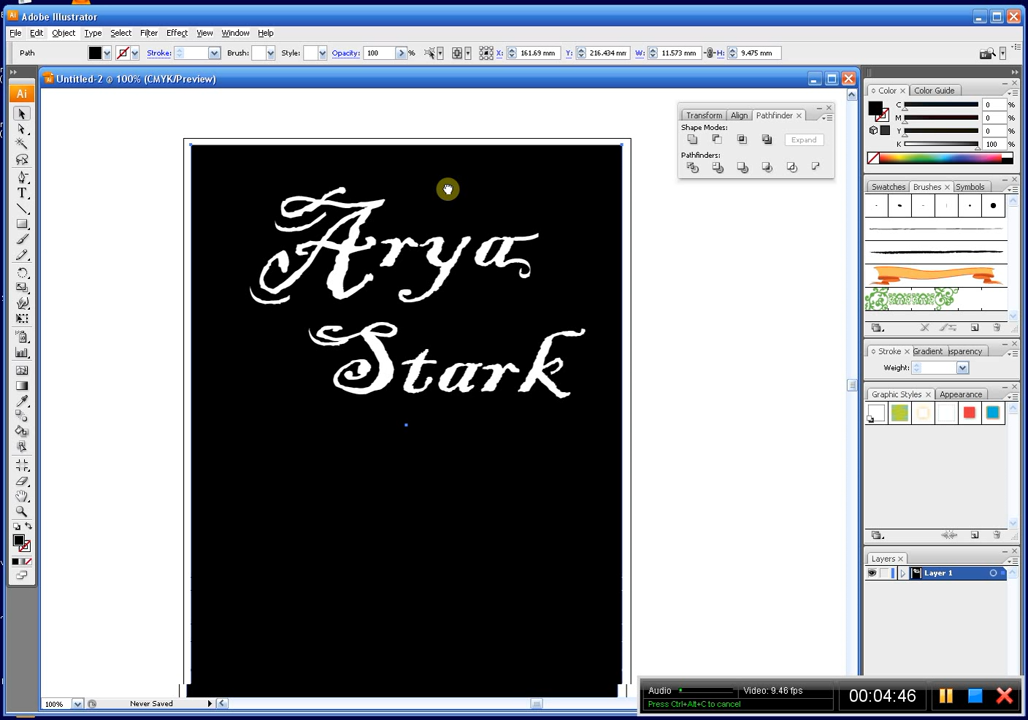 Adobe Illustrator
File Edit Object Type Select Filter Effect View Window Help
Path Stroke: Brush: Style: Opacity: 100 X: 161.69 mm Y: 216.434 mm W: 11.573 mm H: 9.475 mm
Untitled-2 @ 100% (CMYK/Preview)
Ai
Arya
Stark
Transform Align Pathfinder
Shape Modes:
Expand
Pathfinders:
Color Color Guide
C 0 %
M 0 %
Y 0 %
K 100 %
Swatches Brushes Symbols
Stroke Gradient sparency
Weight:
Graphic Styles Appearance
Layers
Layer 1
100% Never Saved
Audio Video: 9.46 fps
Press Ctrl+Alt+C to cancel
00:04:46